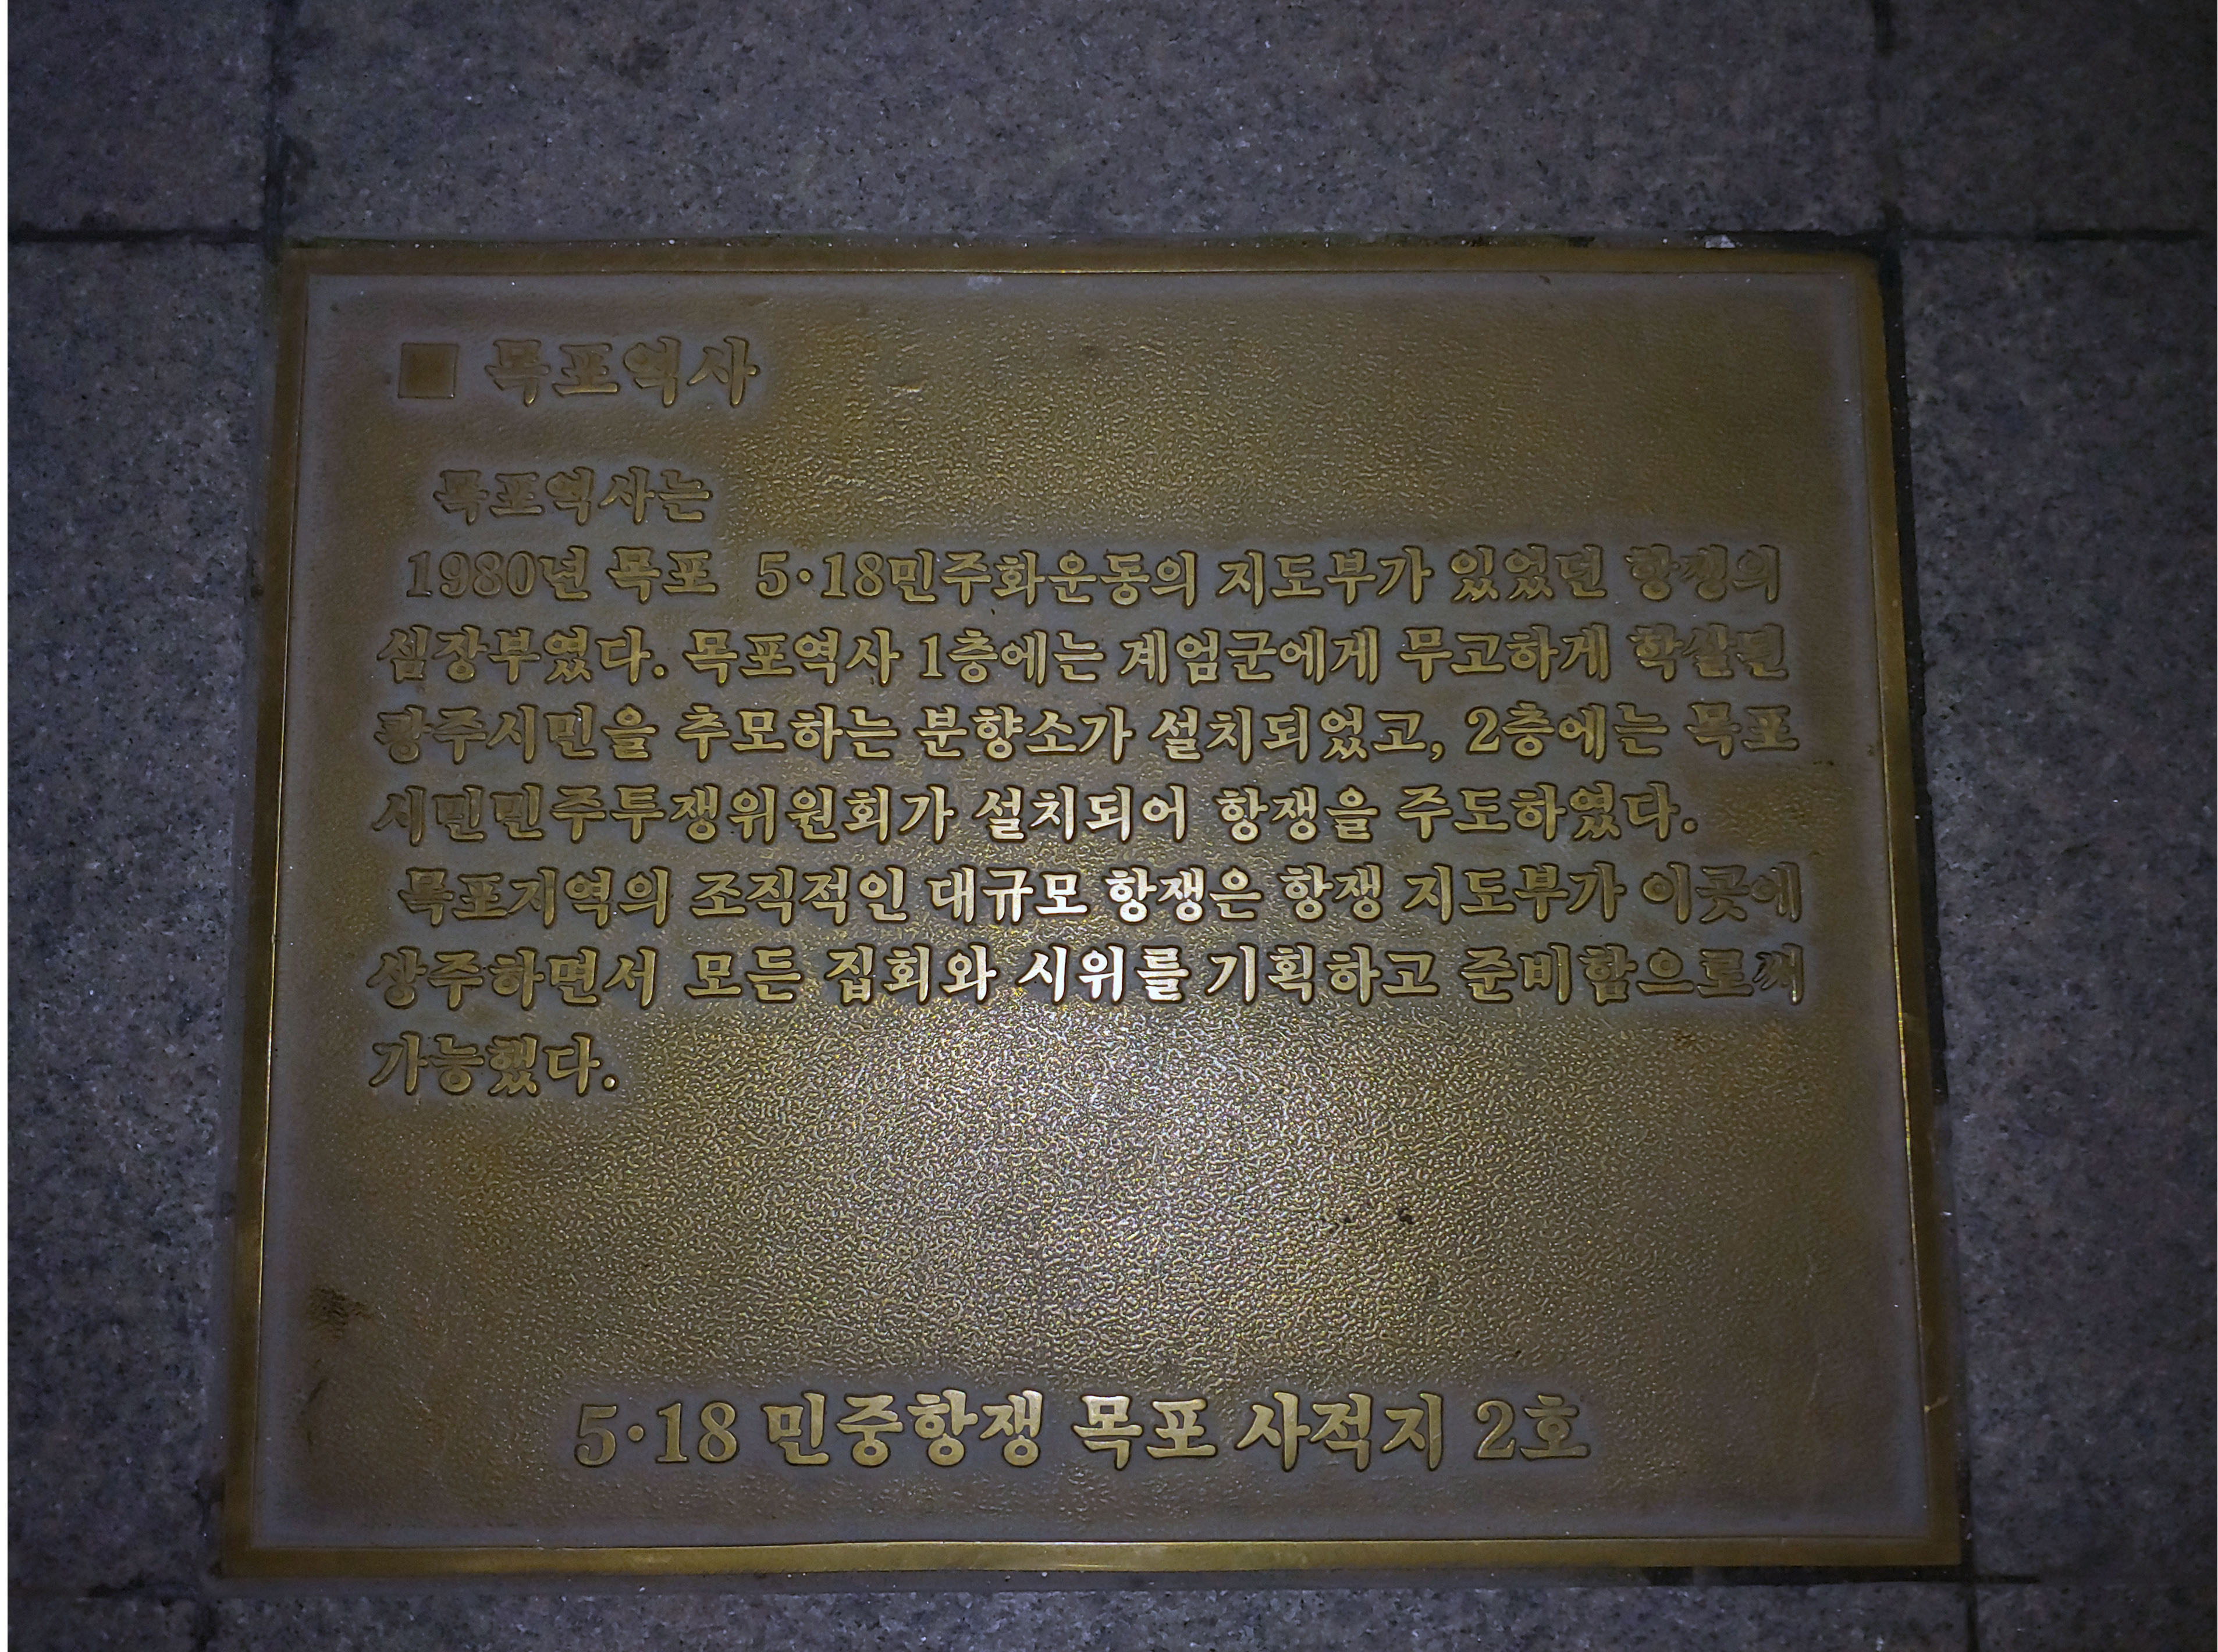 ■ 목포역사
목포역사는
1980년 목포 5·18민주화운동의 지도부가 있었던 항쟁의
심장부였다. 목포역사 1층에는 계엄군에게 무고하게 학살된
광주시민을 추모하는 분향소가 설치되었고, 2층에는 목포
시민민주투쟁위원회가 설치되어 항쟁을 주도하였다.
목포지역의 조직적인 대규모 항쟁은 항쟁 지도부가 이곳에
상주하면서 모든 집회와 시위를 기획하고 준비함으로써
가능했다.
5·18 민중항쟁 목포 사적지 2호